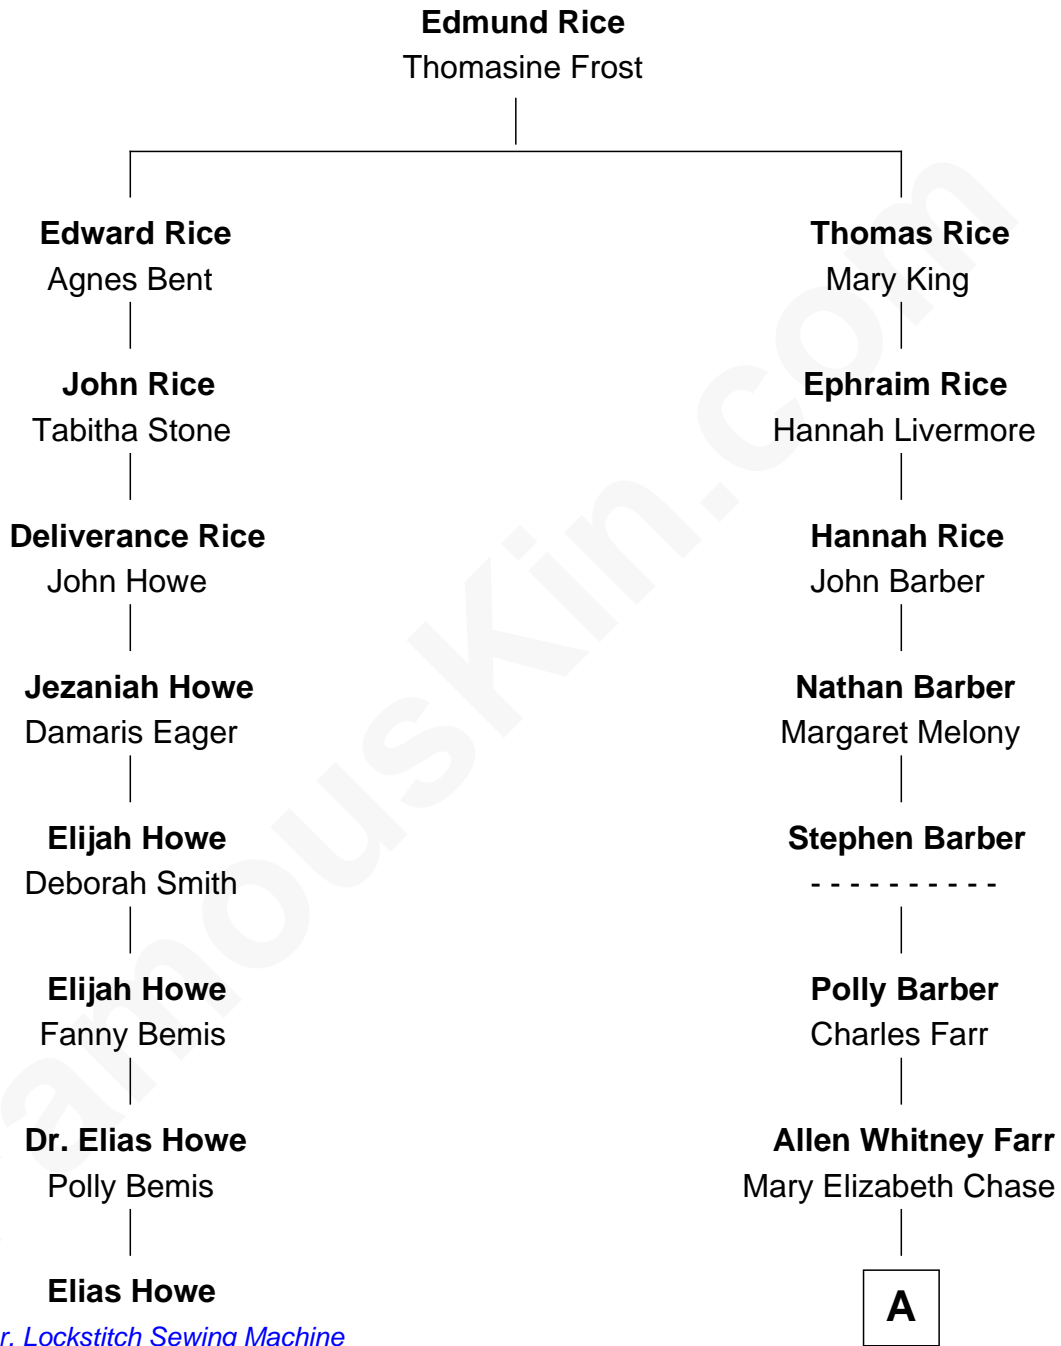 Edmund Rice
Thomasine Frost
Edward Rice
Agnes Bent
Thomas Rice
Mary King
John Rice
Tabitha Stone
Ephraim Rice
Hannah Livermore
Deliverance Rice
John Howe
Hannah Rice
John Barber
Jezaniah Howe
Damaris Eager
Nathan Barber
Margaret Melony
Elijah Howe
Deborah Smith
Stephen Barber
- - - - - - - - - -
Elijah Howe
Fanny Bemis
Polly Barber
Charles Farr
Dr. Elias Howe
Polly Bemis
Allen Whitney Farr
Mary Elizabeth Chase
Elias Howe
r. Lockstitch Sewing Machine
A
amousKin.com